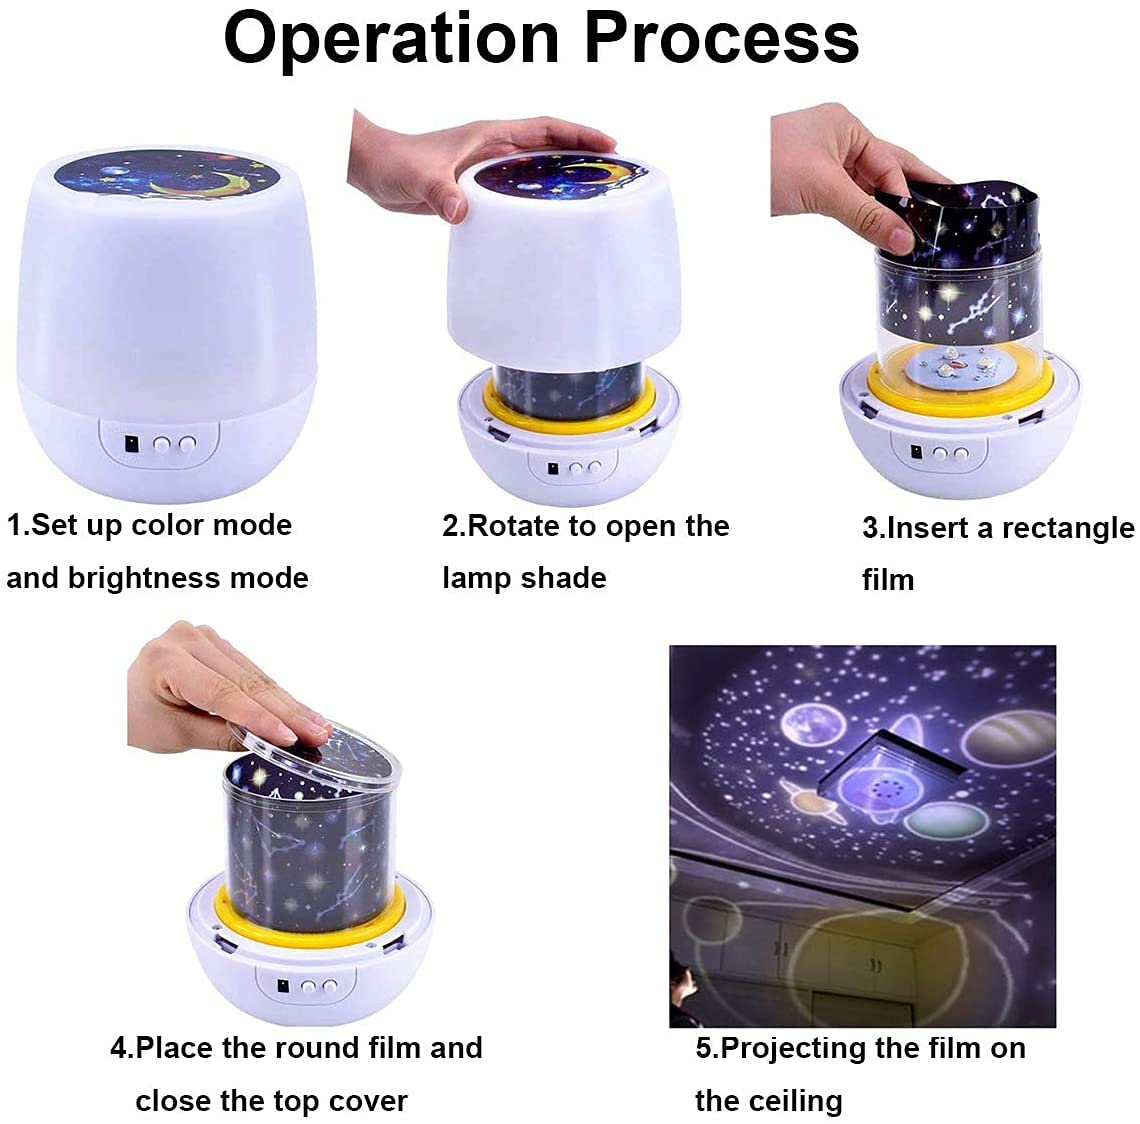 Operation Process
1.Set up color mode
and brightness mode
2.Rotate to open the
lamp shade
3.Insert a rectangle
film
4.Place the round film and
close the top cover
5.Projecting the film on
the ceiling